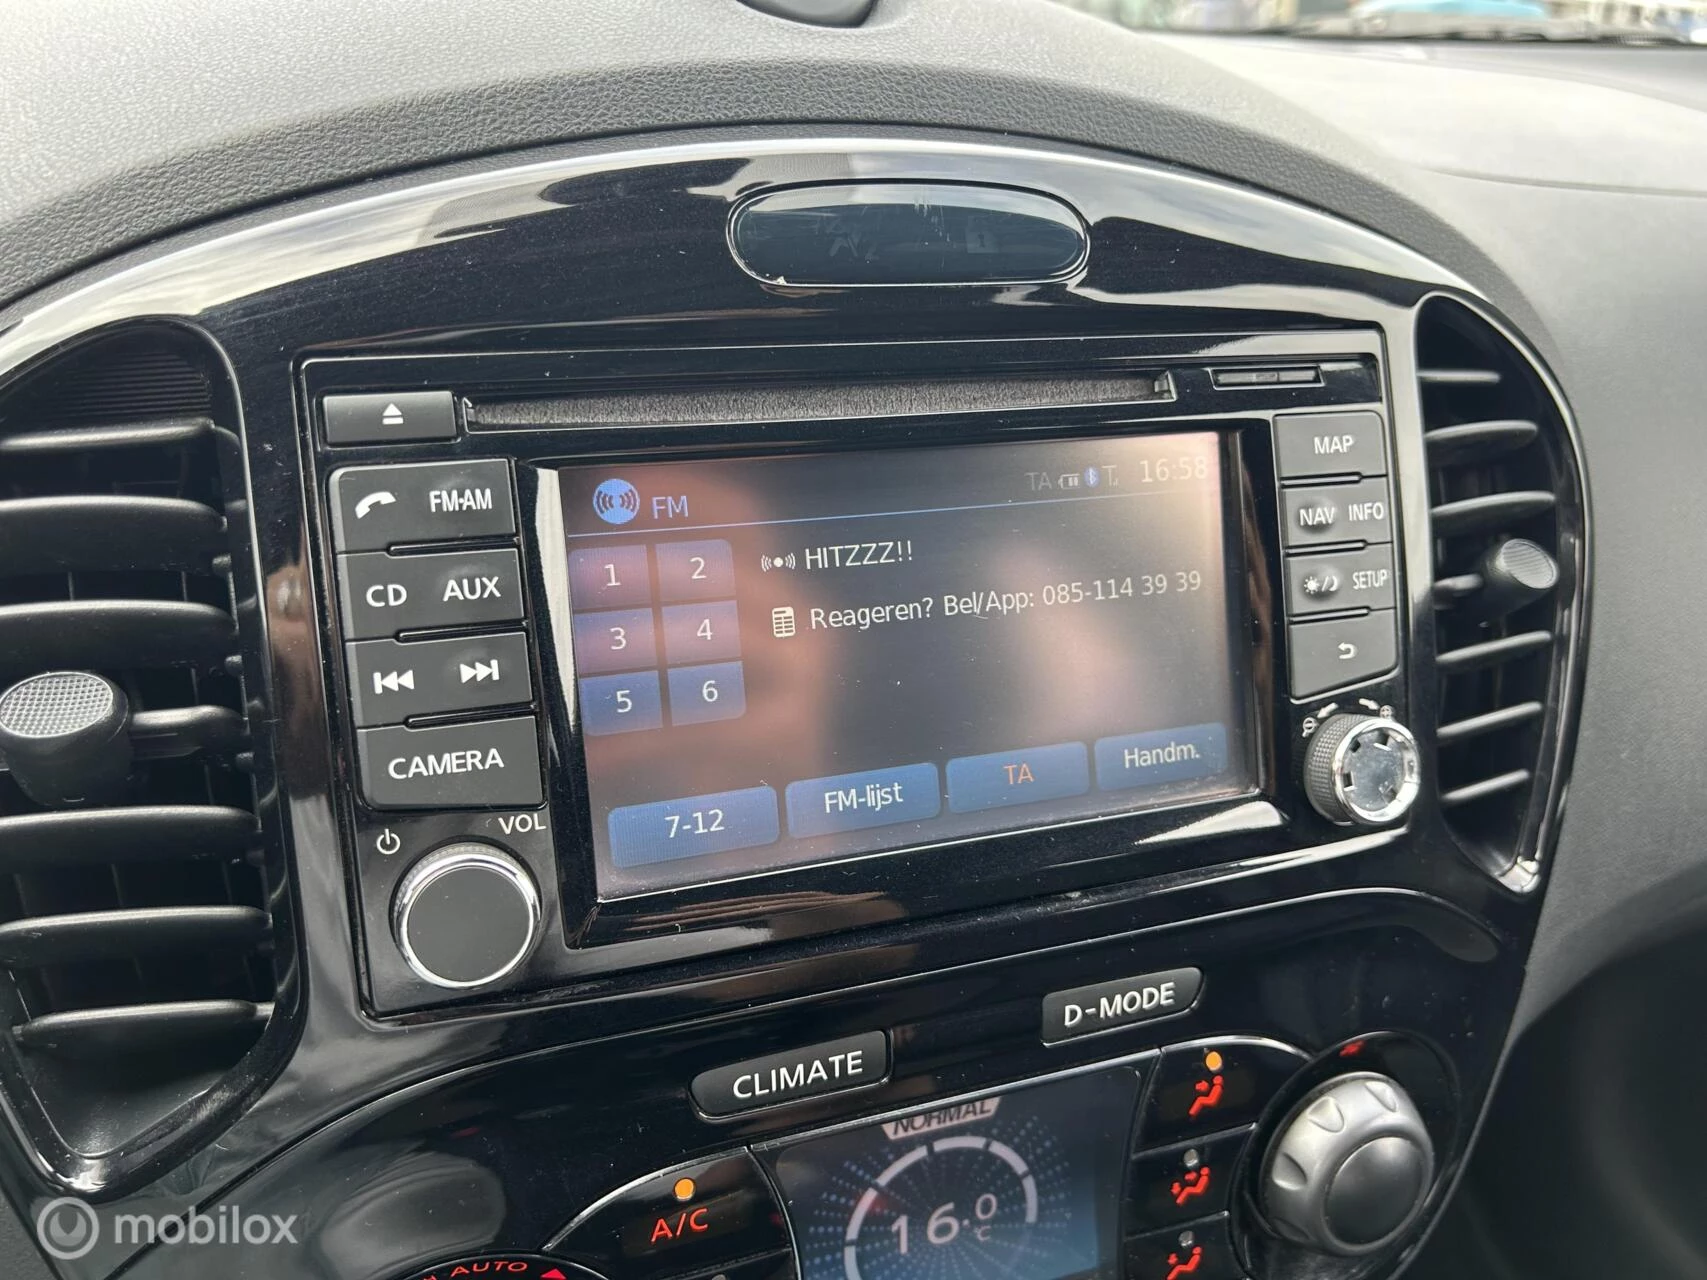 MAP
FM-AM
FM
TA
16:58
NAV INFO
CD AUX
1 2
HITZZZ!!
SETUP
3 4
Reageren? Bel/App: 085-114 39 39
5 6
CAMERA
7-12
FM-lijst
TA
Handm.
VOL
D-MODE
CLIMATE
NORMAL
A/C
16.0
°C
AUTO
mobilox